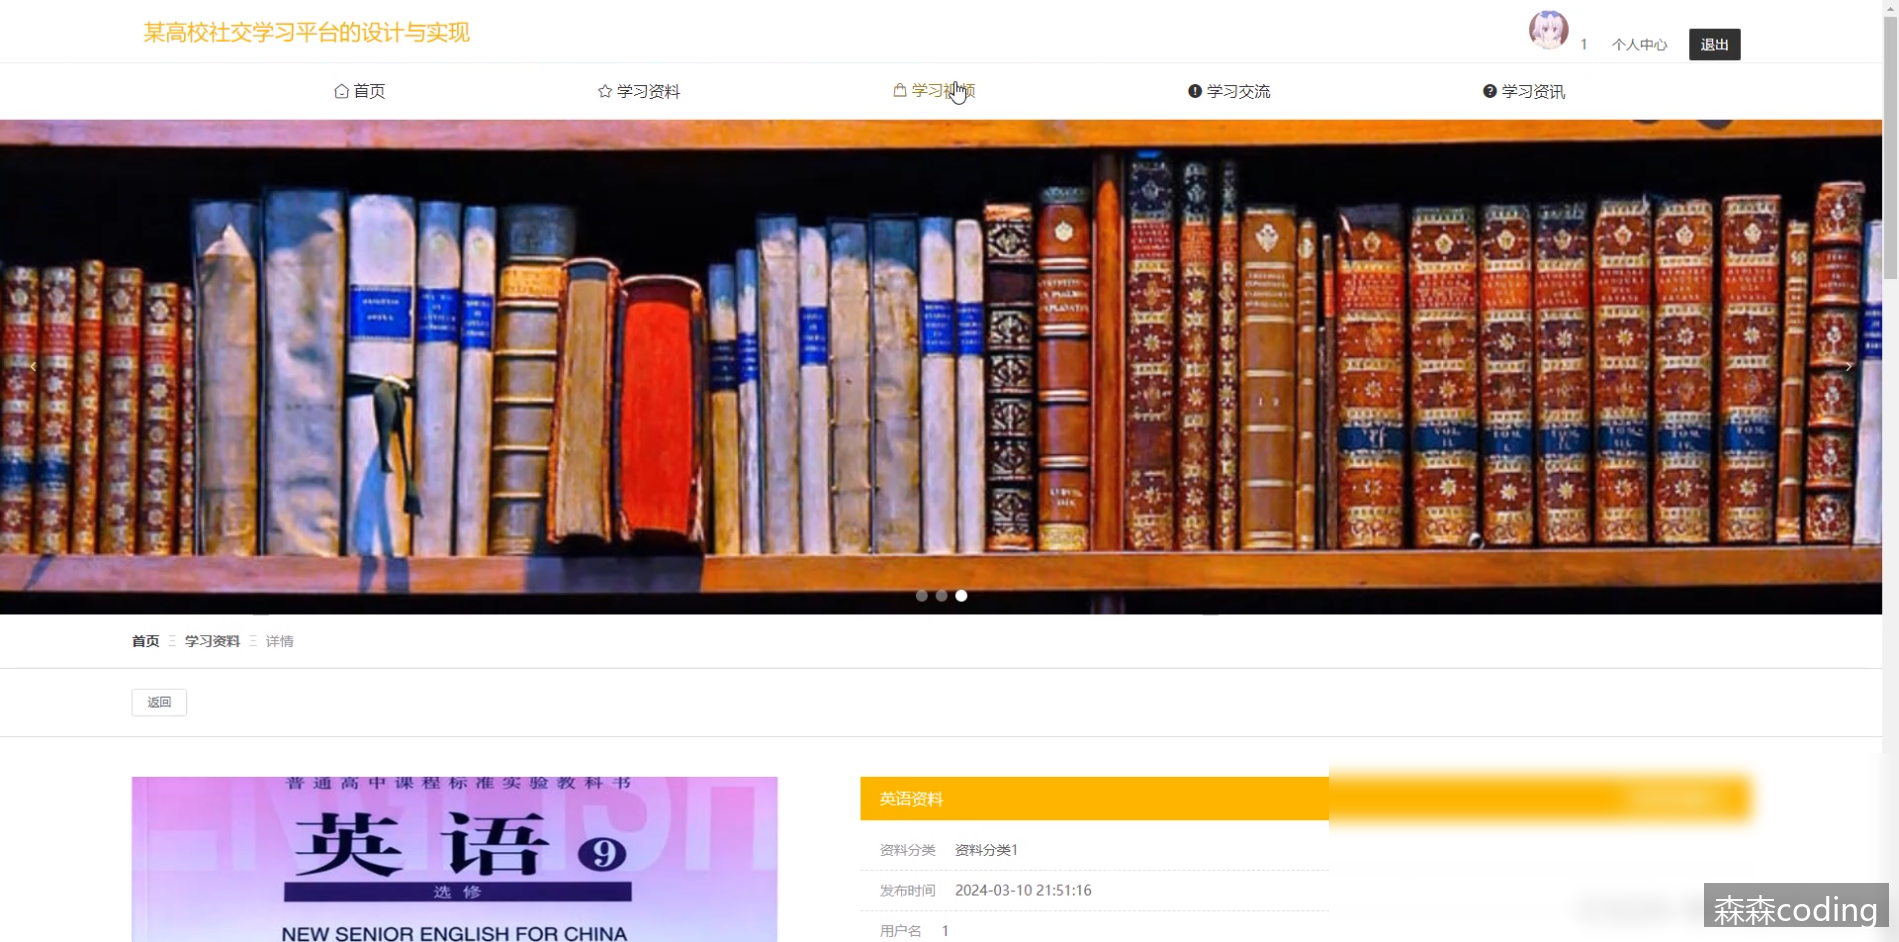 某高校社交学习平台的设计与实现
1 个人中心 退出
首页 学习资料 学习视频 学习交流 学习资讯
首页 学习资料 详情
返回
普通高中课程标准实验教科书
英语 9
选修
NEW SENIOR ENGLISH FOR CHINA
英语资料
资料分类 资料分类1
发布时间 2024-03-10 21:51:16
用户名 1
森森coding